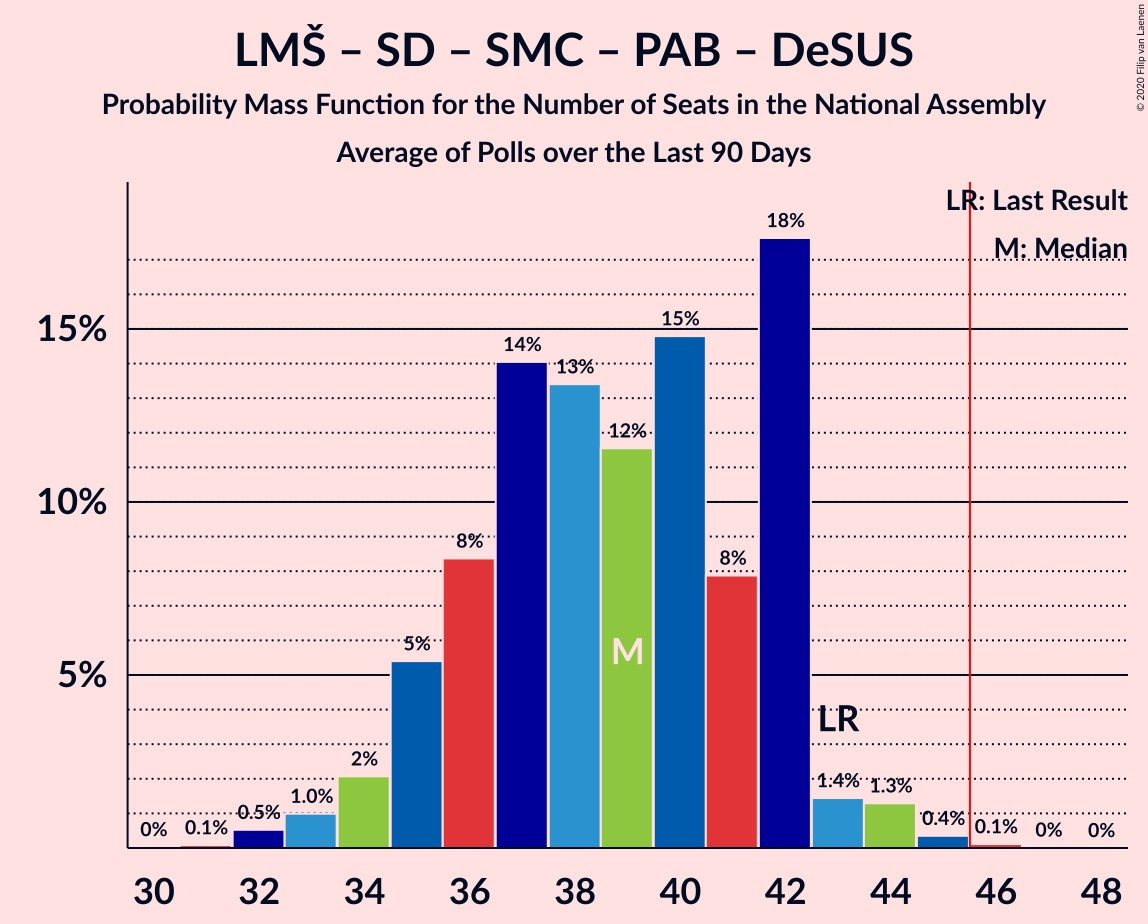 LMŠ – SD – SMC – PAB – DeSUS
Probability Mass Function for the Number of Seats in the National Assembly
Average of Polls over the Last 90 Days
© 2020 Filip van Laenen
LR: Last Result
M: Median
15%
10%
5%
0%
0.1%
0.5%
1.0%
2%
5%
8%
14%
13%
12%
15%
8%
18%
1.4%
1.3%
0.4%
0.1%
0%
0%
M
LR
30 32 34 36 38 40 42 44 46 48